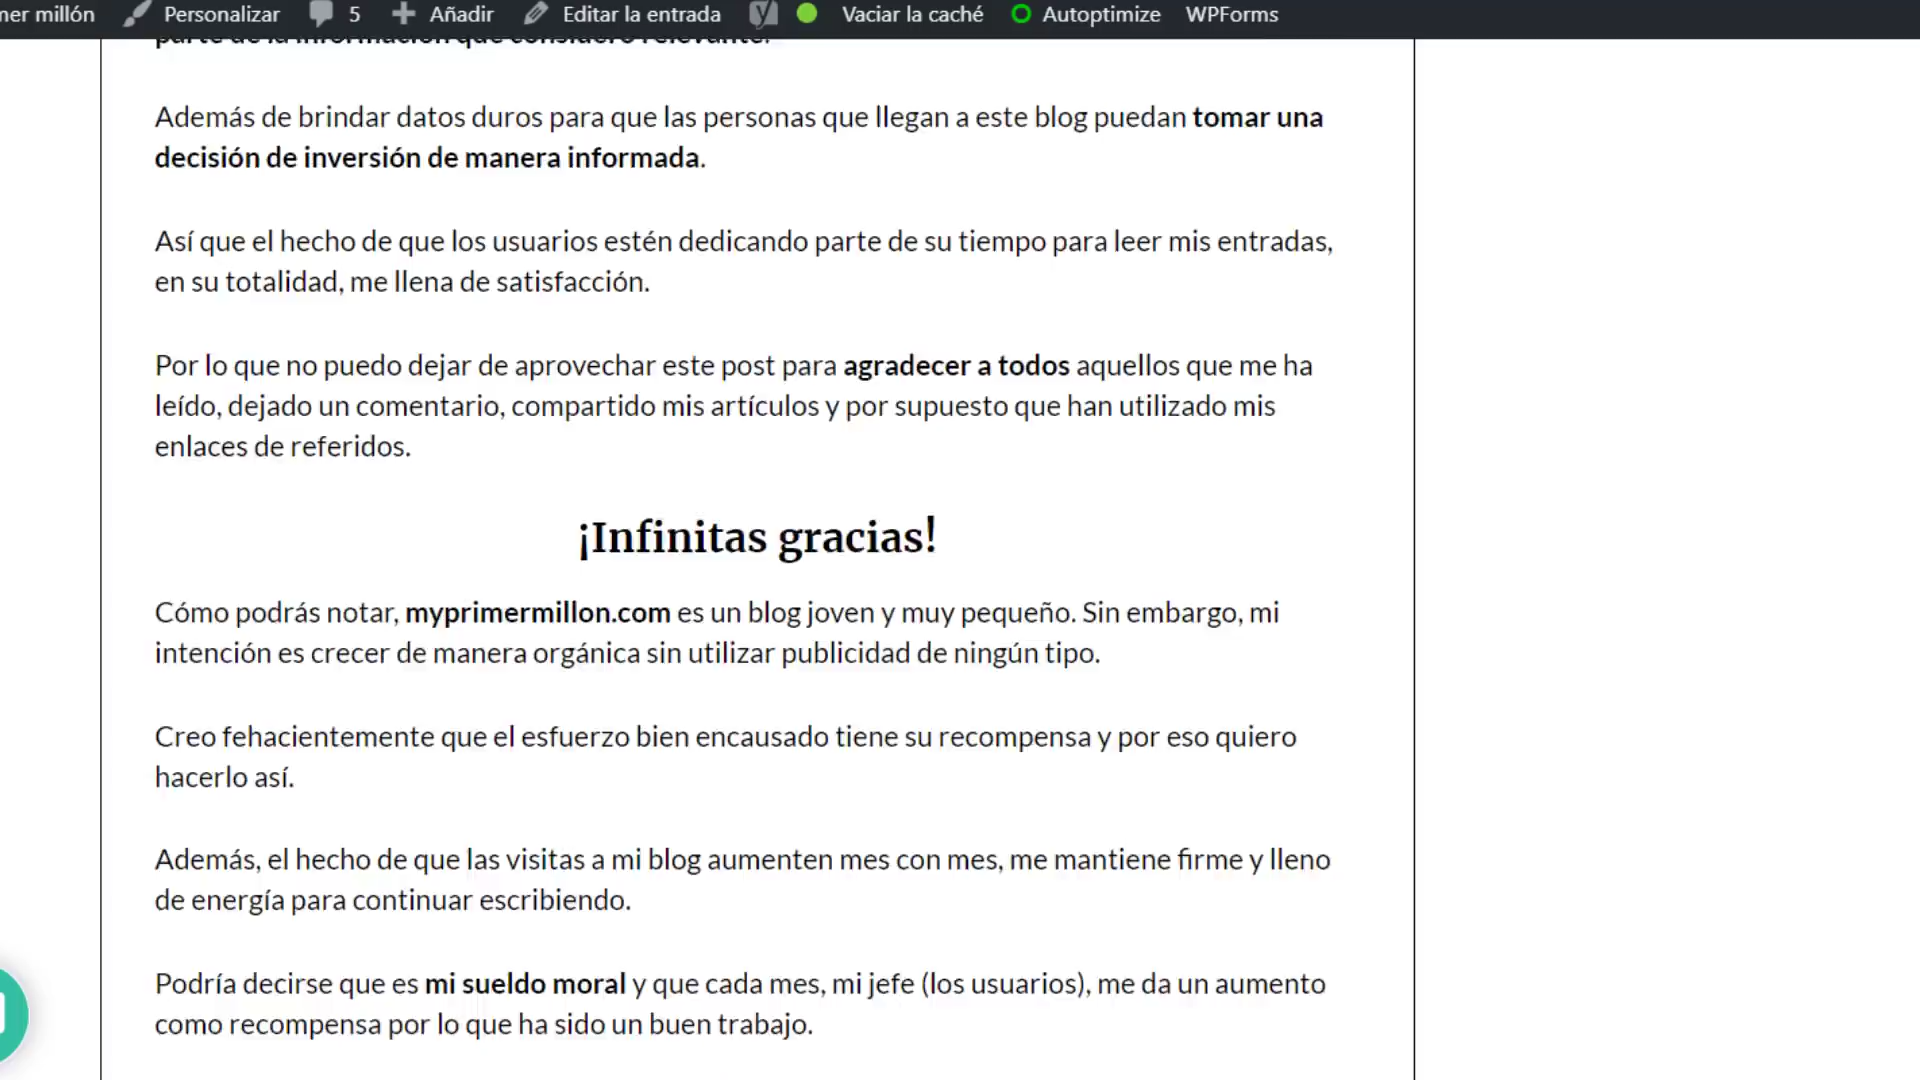 mer millón Personalizar 5 Añadir Editar la entrada Vaciar la caché Autoptimize WPForms
parte de la información que considero relevante.
Además de brindar datos duros para que las personas que llegan a este blog puedan tomar una
decisión de inversión de manera informada.
Así que el hecho de que los usuarios estén dedicando parte de su tiempo para leer mis entradas,
en su totalidad, me llena de satisfacción.
Por lo que no puedo dejar de aprovechar este post para agradecer a todos aquellos que me ha
leído, dejado un comentario, compartido mis artículos y por supuesto que han utilizado mis
enlaces de referidos.
¡Infinitas gracias!
Cómo podrás notar, myprimermillon.com es un blog joven y muy pequeño. Sin embargo, mi
intención es crecer de manera orgánica sin utilizar publicidad de ningún tipo.
Creo fehacientemente que el esfuerzo bien encausado tiene su recompensa y por eso quiero
hacerlo así.
Además, el hecho de que las visitas a mi blog aumenten mes con mes, me mantiene firme y lleno
de energía para continuar escribiendo.
Podría decirse que es mi sueldo moral y que cada mes, mi jefe (los usuarios), me da un aumento
como recompensa por lo que ha sido un buen trabajo.